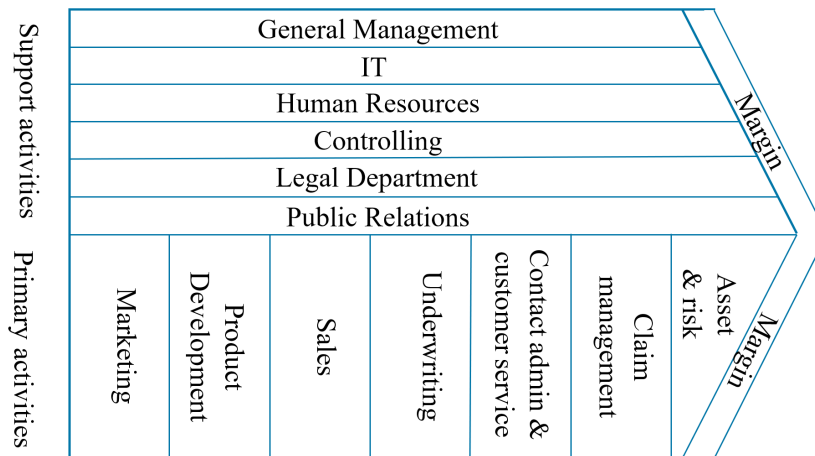 Support activities
General Management
IT
Human Resources
Controlling
Legal Department
Public Relations
Margin
Primary activities
Marketing
Product
Development
Sales
Underwriting
Contact admin &
customer service
Claim
management
Asset
& risk
Margin